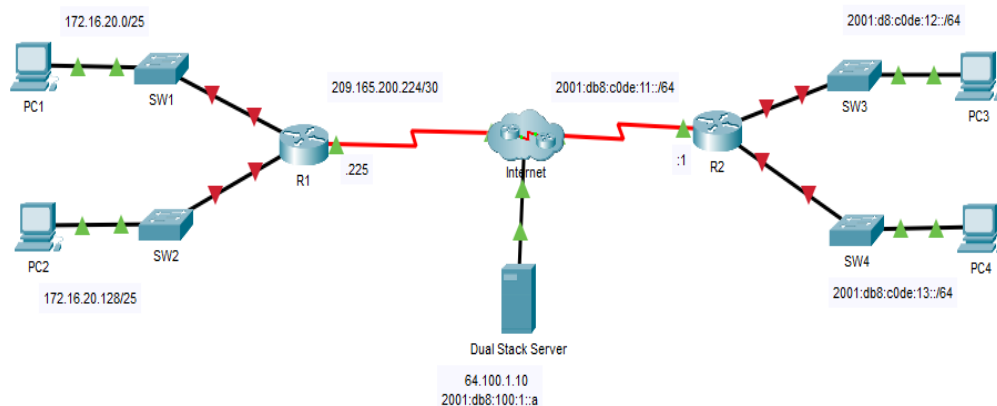 172.16.20.0/25
2001:d8:c0de:12::/64
PC1
SW1
209.165.200.224/30
2001:db8:c0de:11::/64
SW3
PC3
R1
.225
Internet
:1
R2
PC2
SW2
SW4
PC4
172.16.20.128/25
2001:db8:c0de:13::/64
Dual Stack Server
64.100.1.10
2001:db8:100:1::a